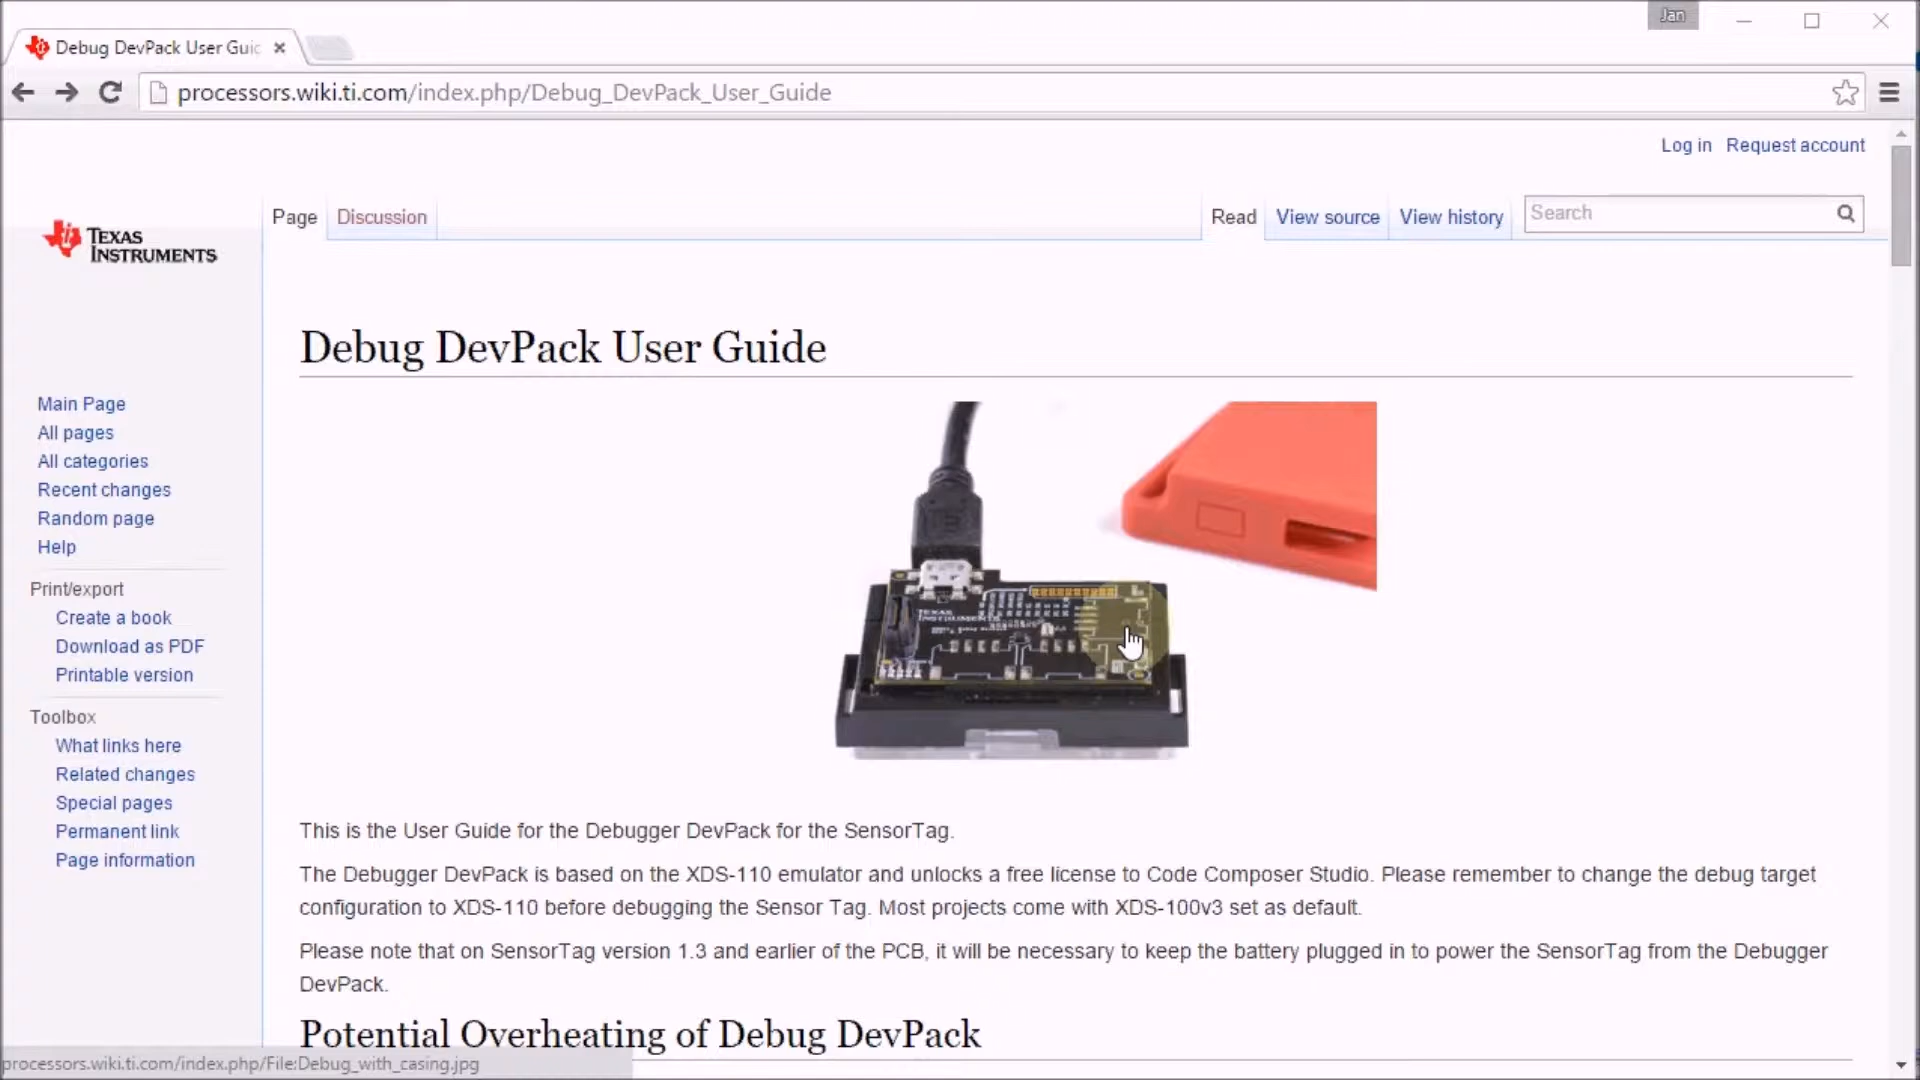 Jan
Debug DevPack User Guic
processors.wiki.ti.com/index.php/Debug_DevPack_User_Guide
Log in Request account
Page Discussion Read View source View history Search
TEXAS
INSTRUMENTS
Debug DevPack User Guide
Main Page
All pages
All categories
Recent changes
Random page
Help
Print/export
Create a book
Download as PDF
Printable version
Toolbox
What links here
Related changes
Special pages
Permanent link
Page information
TEXAS
INSTRUMENTS
This is the User Guide for the Debugger DevPack for the SensorTag.
The Debugger DevPack is based on the XDS-110 emulator and unlocks a free license to Code Composer Studio. Please remember to change the debug target
configuration to XDS-110 before debugging the Sensor Tag. Most projects come with XDS-100v3 set as default.
Please note that on SensorTag version 1.3 and earlier of the PCB, it will be necessary to keep the battery plugged in to power the SensorTag from the Debugger
DevPack.
Potential Overheating of Debug DevPack
processors.wiki.ti.com/index.php/File:Debug_with_casing.jpg